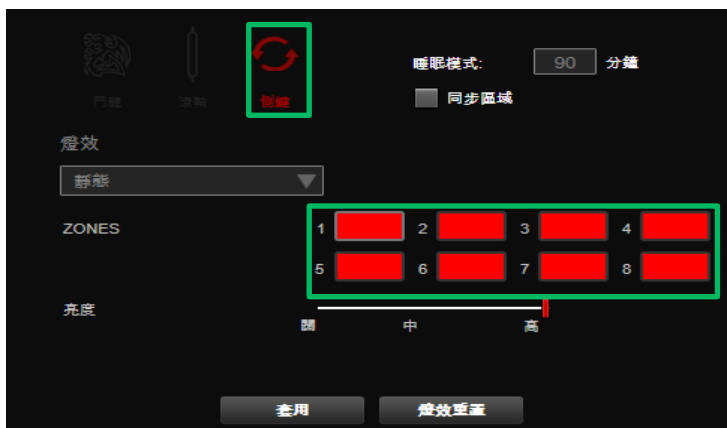 睡眠模式: 90 分鐘
鬥龍 滾輪 側鍵
同步區域
燈效
靜態
ZONES
1 2 3 4
5 6 7 8
亮度
關 中 高
套用 燈效重置